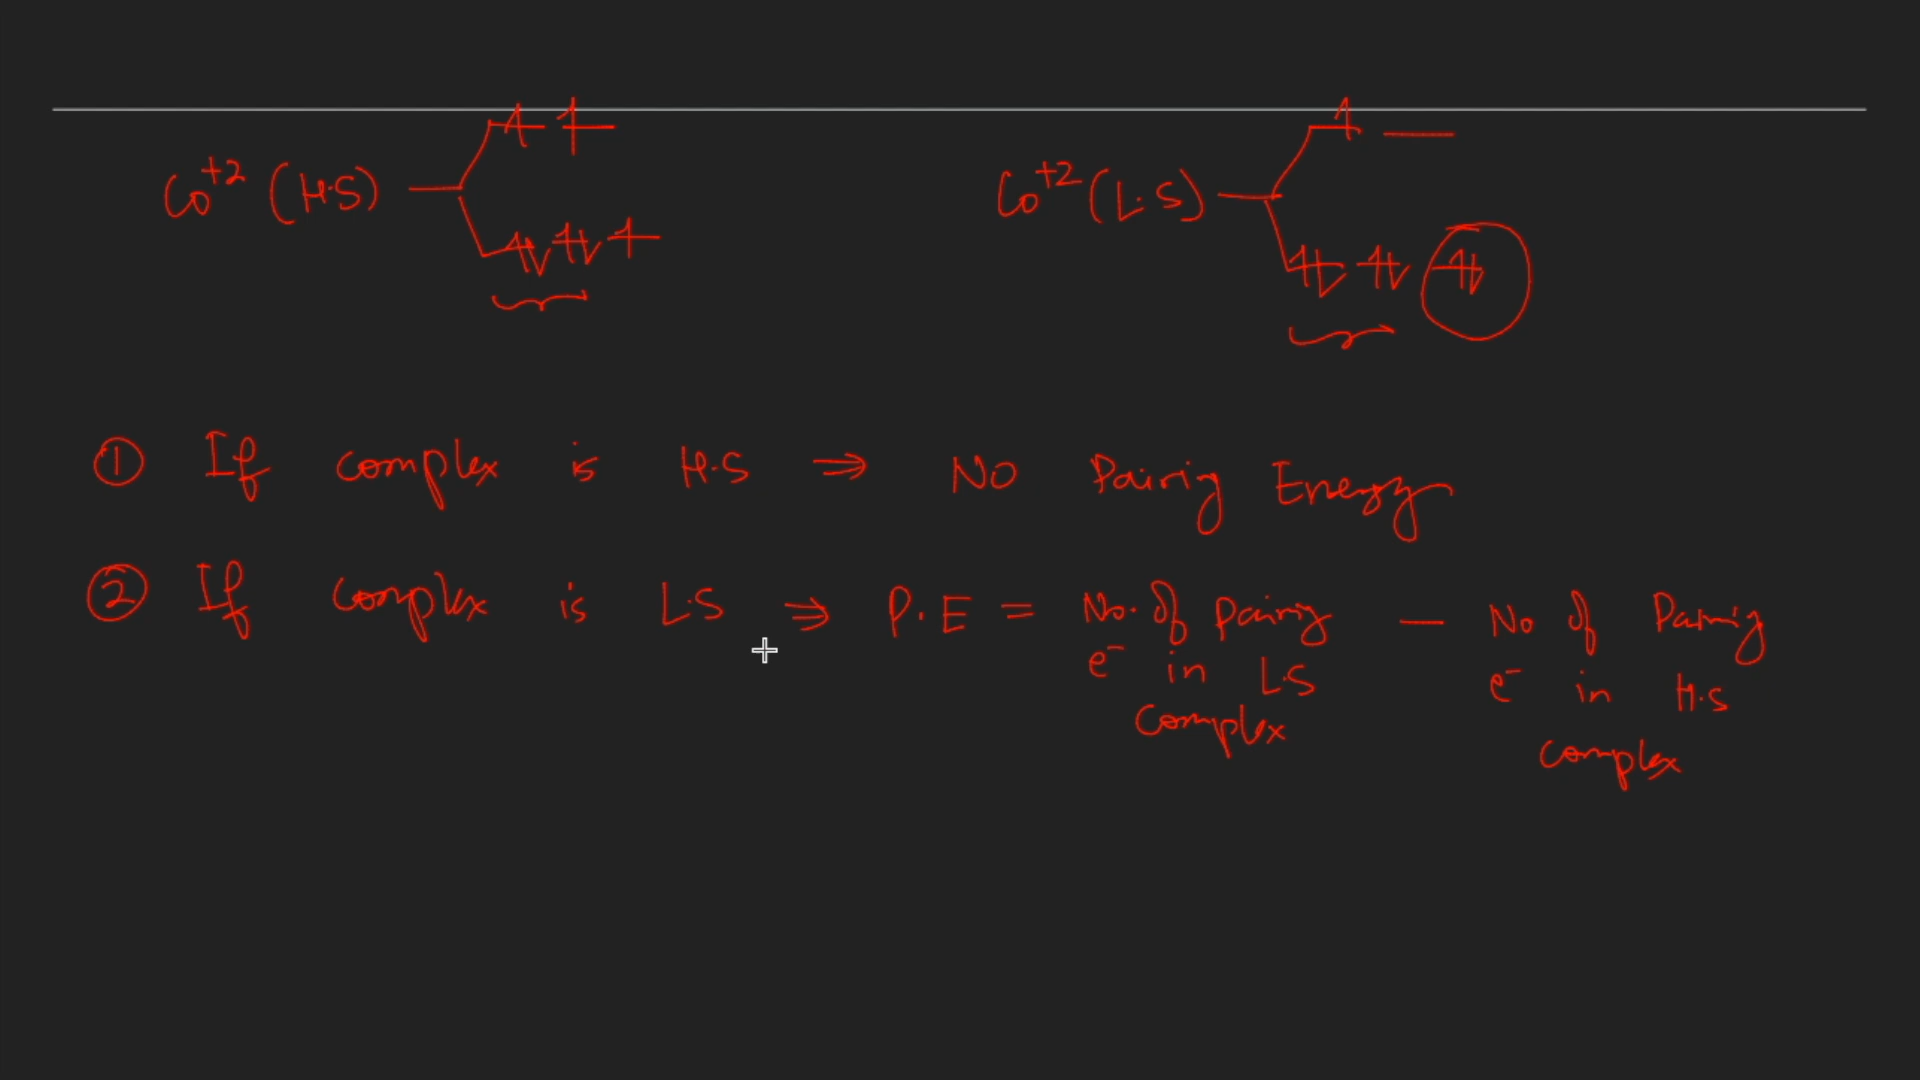 Co+2 (H.S)
Co+2 (L.S)
① If complex is H.S ⇒ NO Pairing Energy
② If complex is L.S ⇒ P.E = No. of pairing e- in L.S complex — No of Pairing e- in H.S complex